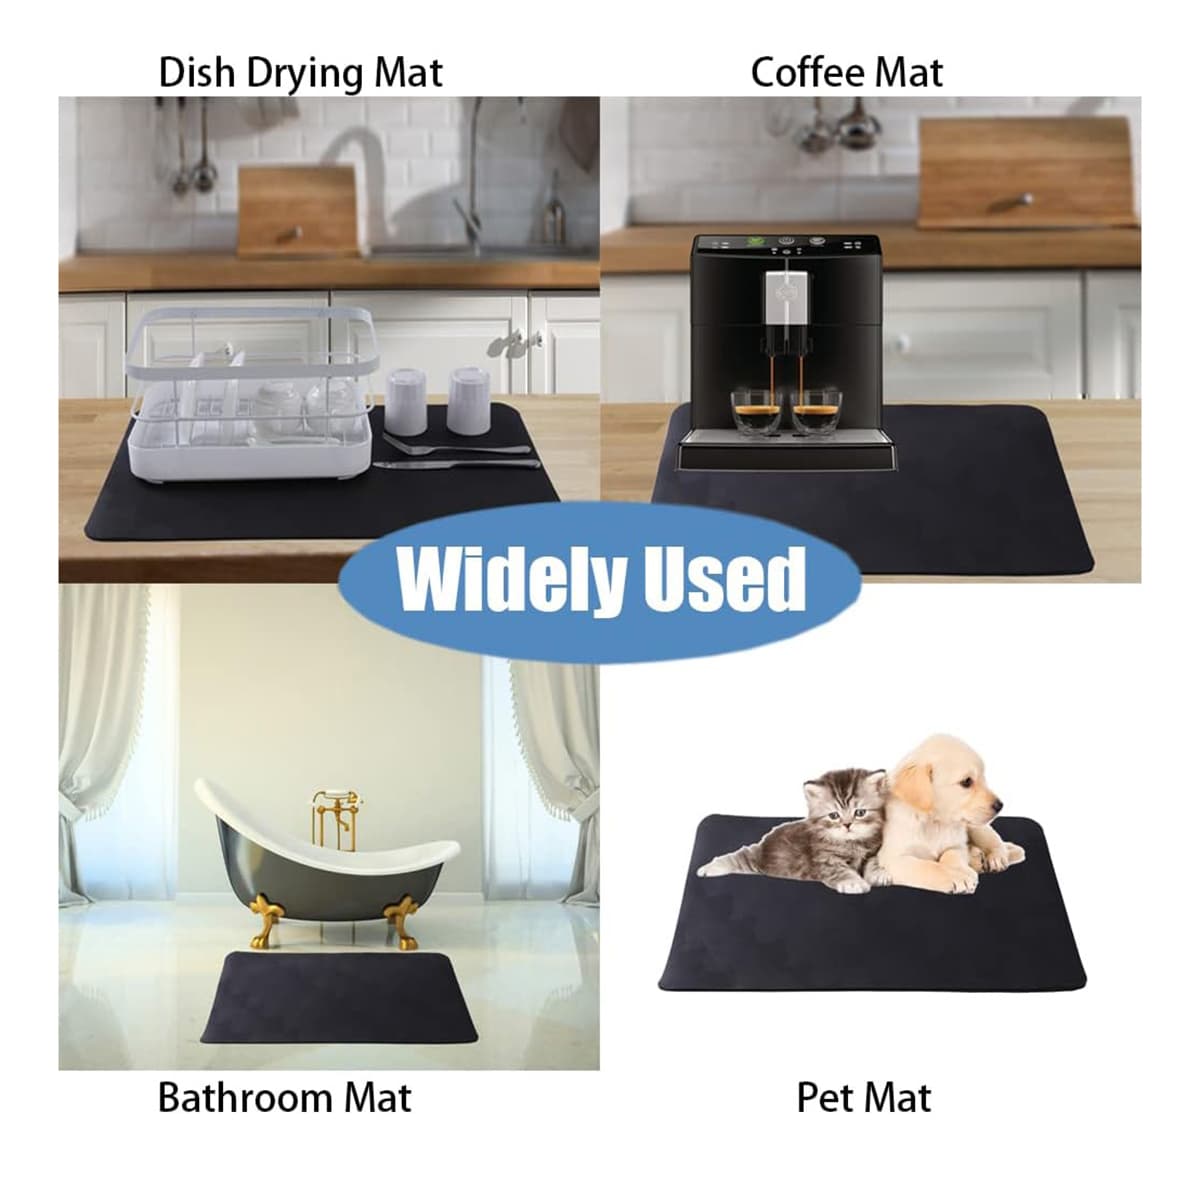 Dish Drying Mat
Coffee Mat
Widely Used
Bathroom Mat
Pet Mat